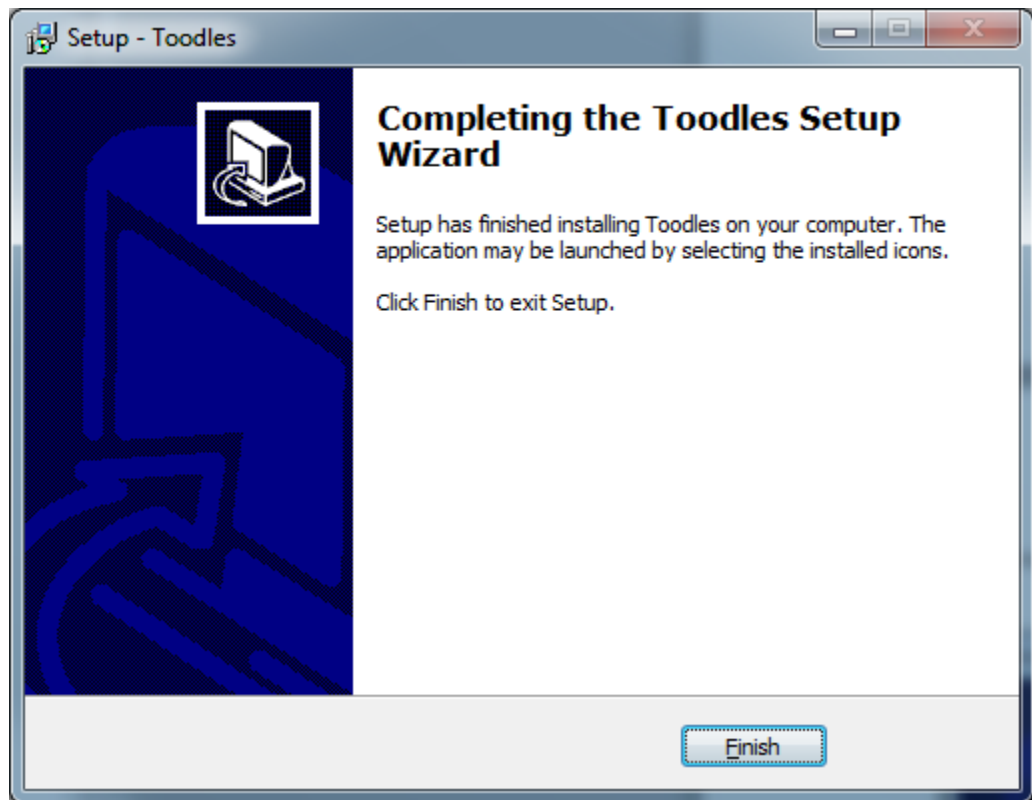 Setup - Toodles
Completing the Toodles Setup
Wizard
Setup has finished installing Toodles on your computer. The
application may be launched by selecting the installed icons.
Click Finish to exit Setup.
Finish